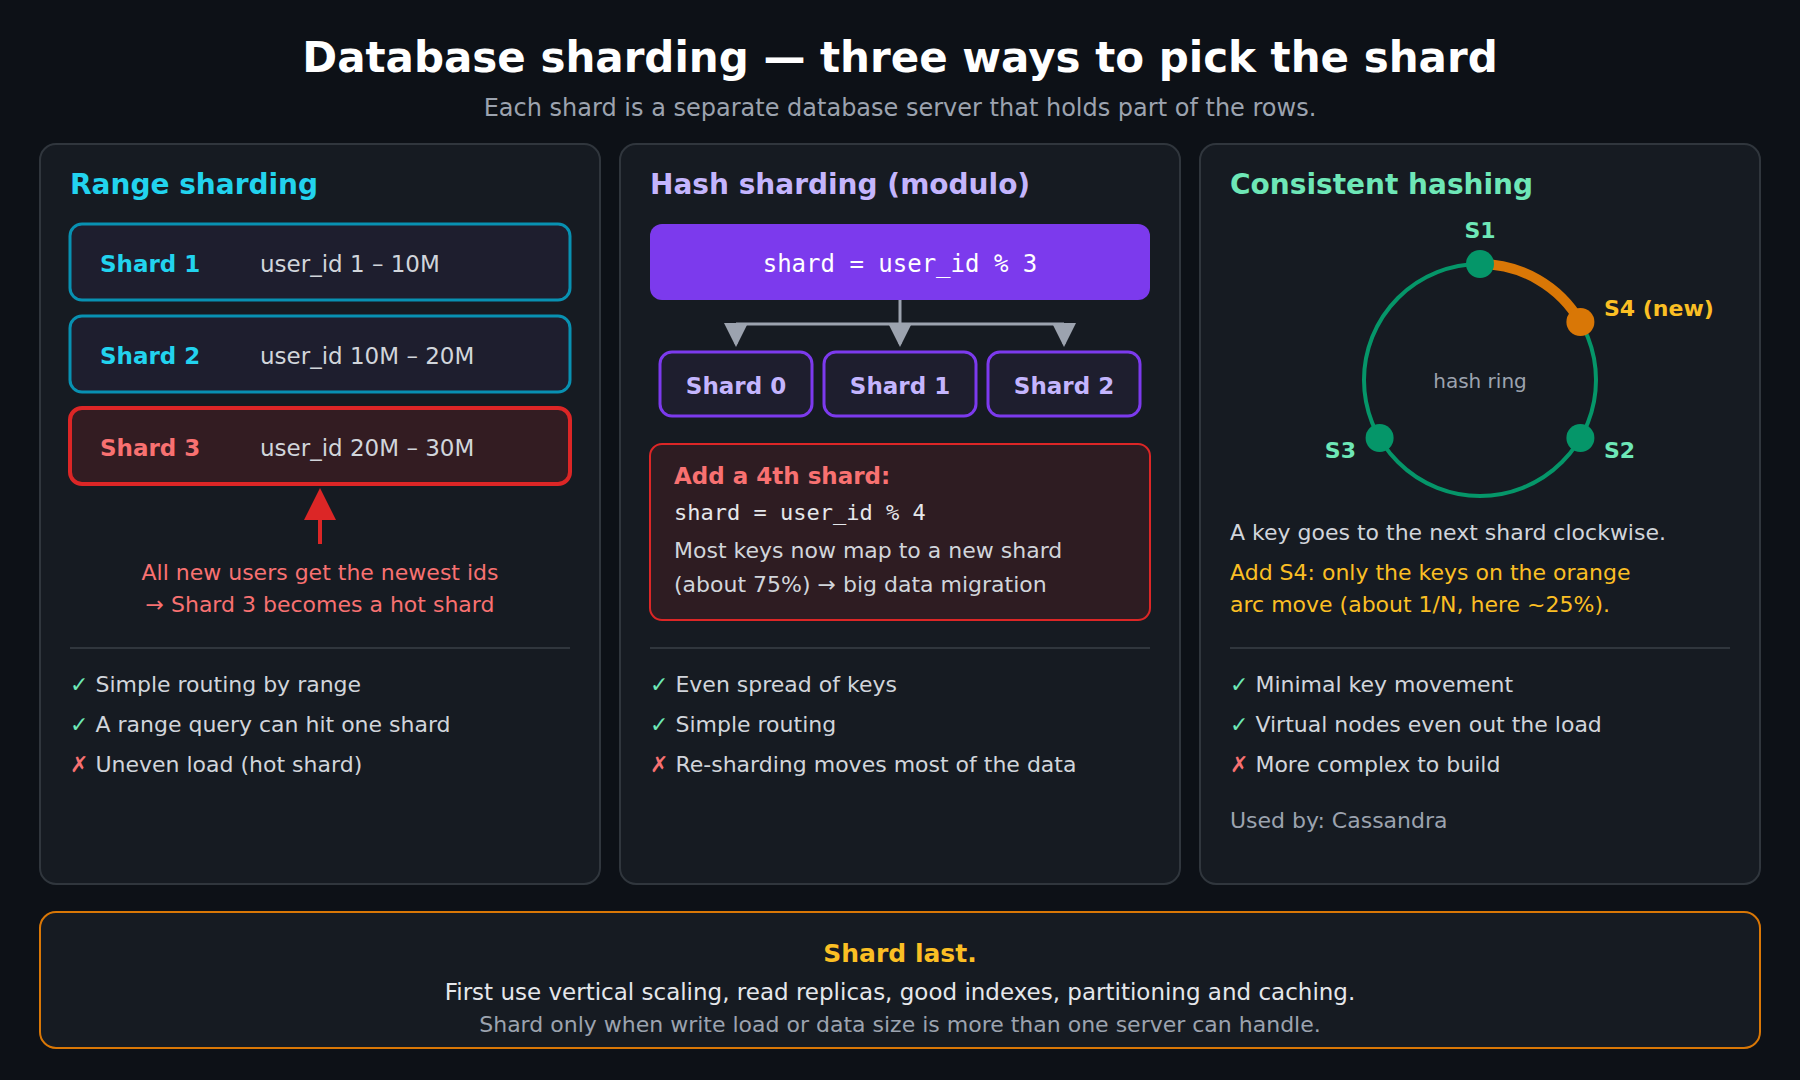 Database sharding — three ways to pick the shard
Each shard is a separate database server that holds part of the rows.
Range sharding
Shard 1 user_id 1 – 10M
Shard 2 user_id 10M – 20M
Shard 3 user_id 20M – 30M
All new users get the newest ids
→ Shard 3 becomes a hot shard
✓ Simple routing by range
✓ A range query can hit one shard
✗ Uneven load (hot shard)
Hash sharding (modulo)
shard = user_id % 3
Shard 0
Shard 1
Shard 2
Add a 4th shard:
shard = user_id % 4
Most keys now map to a new shard
(about 75%) → big data migration
✓ Even spread of keys
✓ Simple routing
✗ Re-sharding moves most of the data
Consistent hashing
S1
S4 (new)
hash ring
S3
S2
A key goes to the next shard clockwise.
Add S4: only the keys on the orange
arc move (about 1/N, here ~25%).
✓ Minimal key movement
✓ Virtual nodes even out the load
✗ More complex to build
Used by: Cassandra
Shard last.
First use vertical scaling, read replicas, good indexes, partitioning and caching.
Shard only when write load or data size is more than one server can handle.